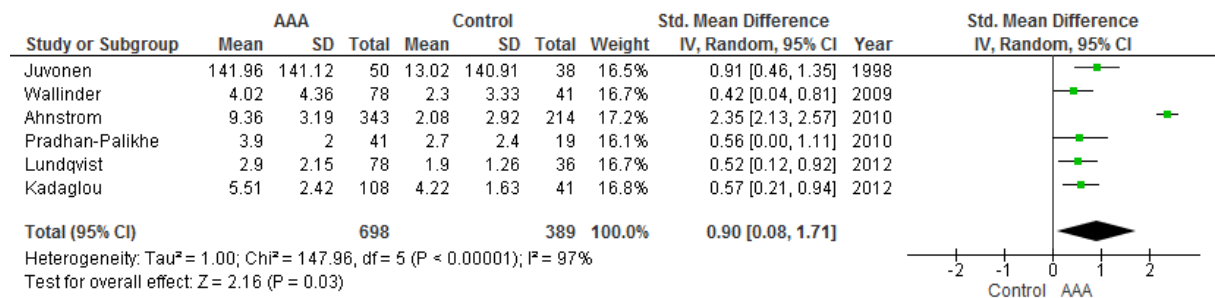 AAA Control Std. Mean Difference Std. Mean Difference
Study or Subgroup Mean SD Total Mean SD Total Weight IV, Random, 95% CI Year IV, Random, 95% CI
Juvonen 141.96 141.12 50 13.02 140.91 38 16.5% 0.91 [0.46, 1.35] 1998
Wallinder 4.02 4.36 78 2.3 3.33 41 16.7% 0.42 [0.04, 0.81] 2009
Ahnstrom 9.36 3.19 343 2.08 2.92 214 17.2% 2.35 [2.13, 2.57] 2010
Pradhan-Palikhe 3.9 2 41 2.7 2.4 19 16.1% 0.56 [0.00, 1.11] 2010
Lundqvist 2.9 2.15 78 1.9 1.26 36 16.7% 0.52 [0.12, 0.92] 2012
Kadaglou 5.51 2.42 108 4.22 1.63 41 16.8% 0.57 [0.21, 0.94] 2012
Total (95% CI) 698 389 100.0% 0.90 [0.08, 1.71]
Heterogeneity: Tau² = 1.00; Chi² = 147.96, df = 5 (P < 0.00001); I² = 97%
Test for overall effect: Z = 2.16 (P = 0.03)
-2 -1 0 1 2
Control AAA